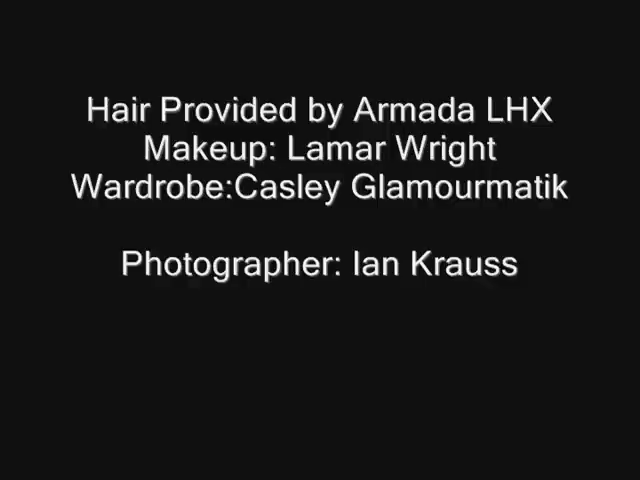 Hair Provided by Armada LHX
Makeup: Lamar Wright
Wardrobe:Casley Glamourmatik
Photographer: Ian Krauss